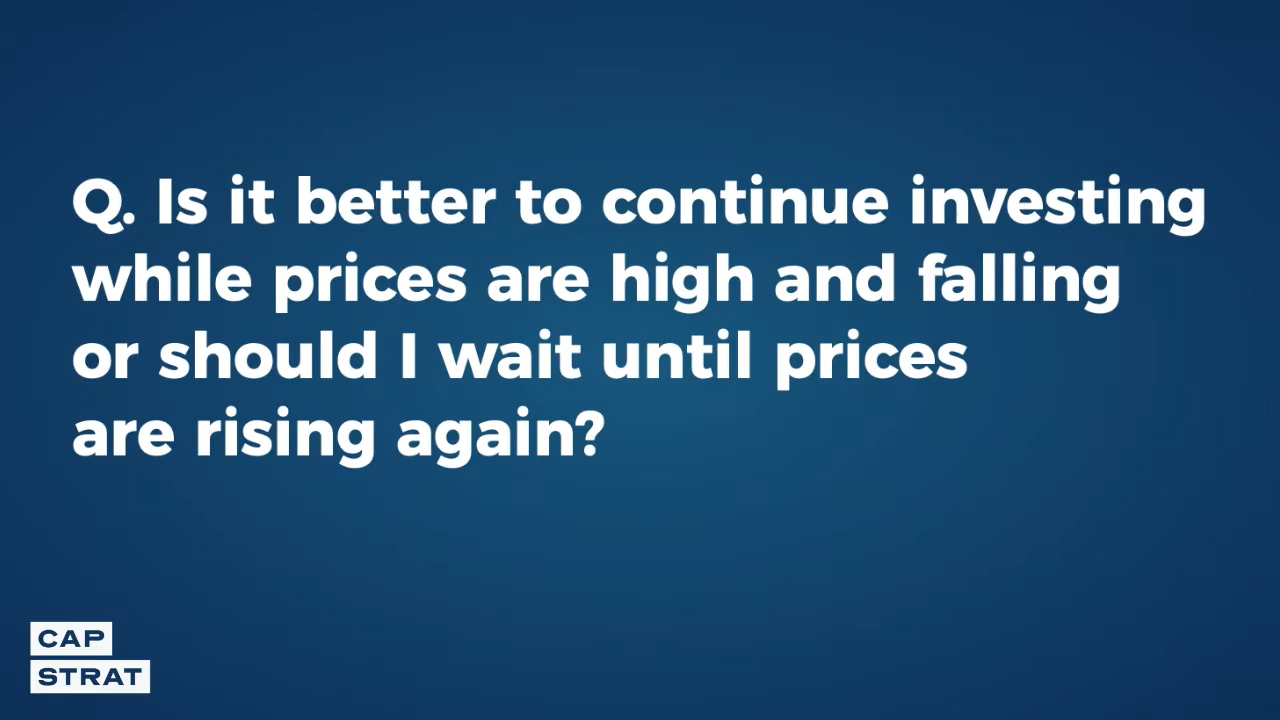 Q. Is it better to continue investing
while prices are high and falling
or should I wait until prices
are rising again?
CAP
STRAT